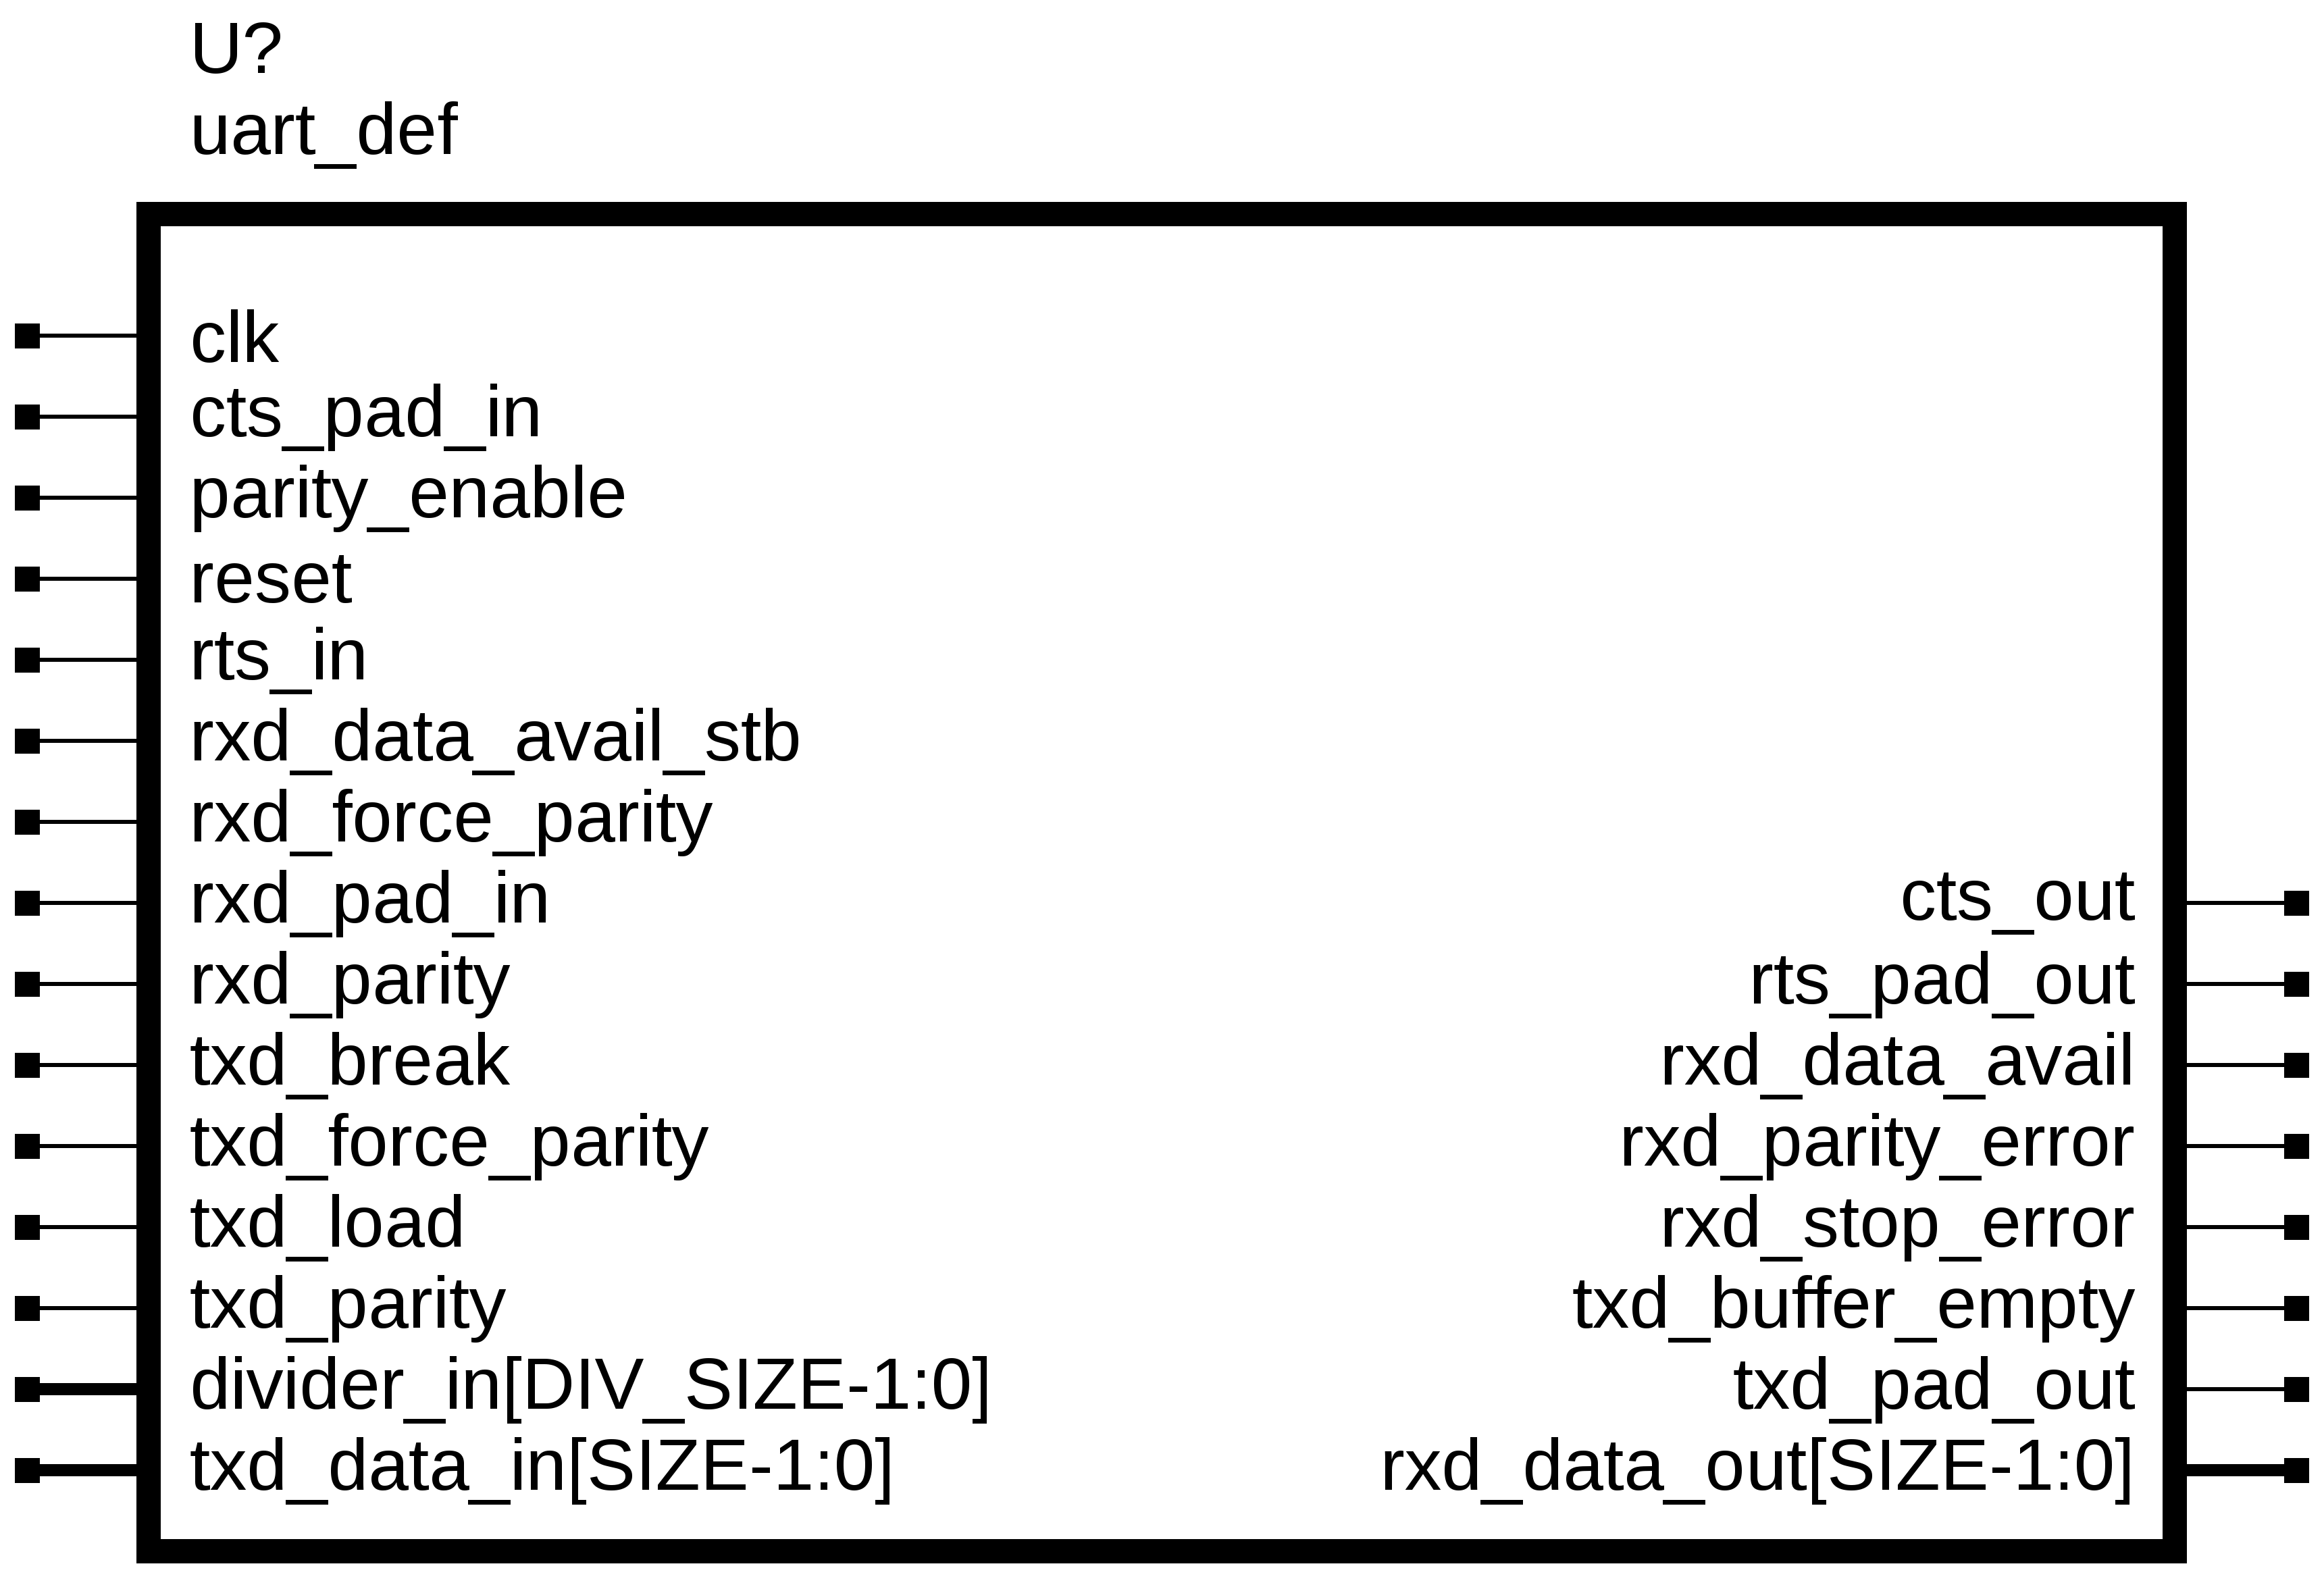 U?
uart_def
clk
cts_pad_in
parity_enable
reset
rts_in
rxd_data_avail_stb
rxd_force_parity
rxd_pad_in
rxd_parity
txd_break
txd_force_parity
txd_load
txd_parity
divider_in[DIV_SIZE-1:0]
txd_data_in[SIZE-1:0]
cts_out
rts_pad_out
rxd_data_avail
rxd_parity_error
rxd_stop_error
txd_buffer_empty
txd_pad_out
rxd_data_out[SIZE-1:0]